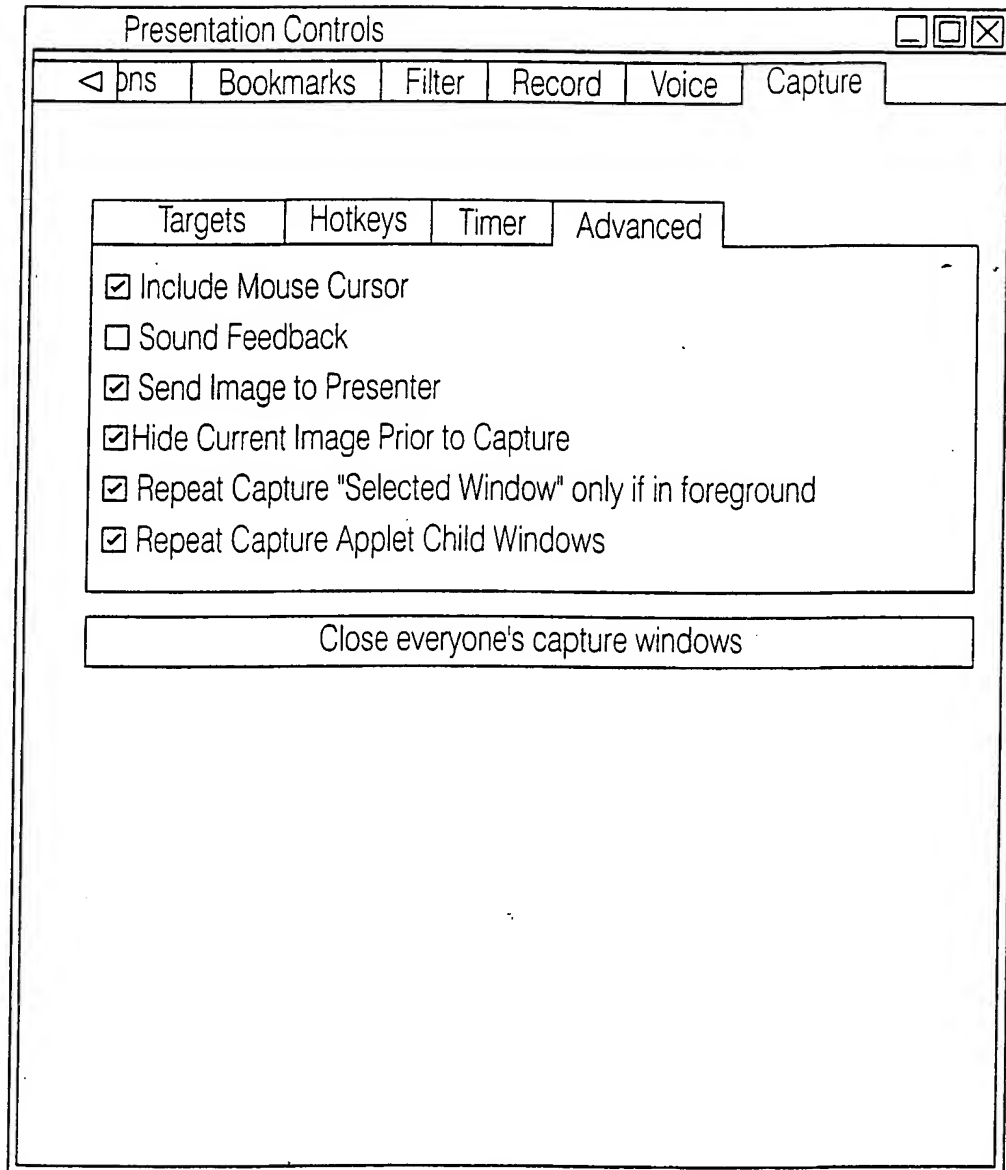 Presentation Controls
ons Bookmarks Filter Record Voice Capture
Targets Hotkeys Timer Advanced
Include Mouse Cursor
Sound Feedback
Send Image to Presenter
Hide Current Image Prior to Capture
Repeat Capture "Selected Window" only if in foreground
Repeat Capture Applet Child Windows
Close everyone's capture windows